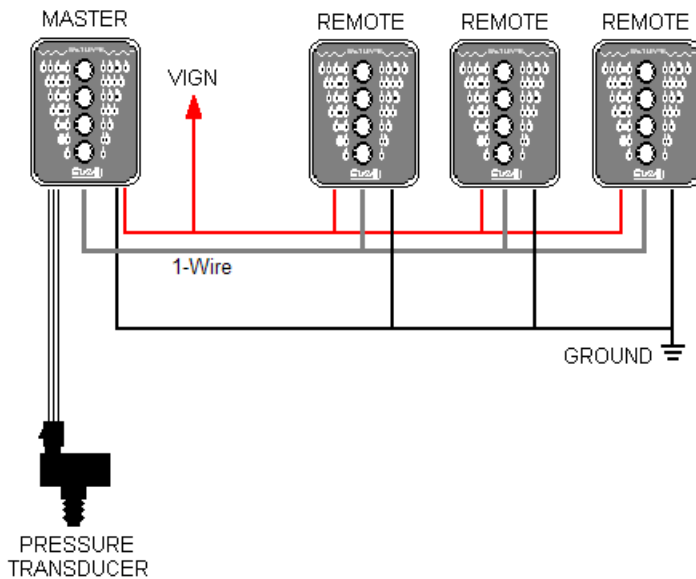 MASTER
REMOTE
REMOTE
REMOTE
VIGN
1-Wire
GROUND
PRESSURE
TRANSDUCER